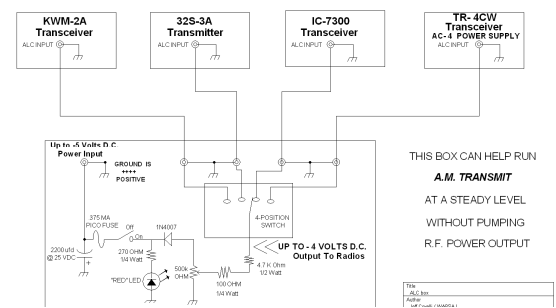 KWM-2A
Transceiver
ALC INPUT
32S-3A
Transmitter
ALC INPUT
IC-7300
Transceiver
ALC INPUT
TR- 4CW
Transceiver
AC- 4 POWER SUPPLY
ALC INPUT
Up to -5 Volts D.C.
Power Input
GROUND IS
++++
POSITIVE
375 MA
PICO FUSE
Off
On
1N4007
2200 ufd
@ 25 VDC
270 OHM
1/4 Watt
"RED" LED
500k
OHM
100 OHM
1/4 Watt
4-POSITION
SWITCH
UP TO - 4 VOLTS D.C.
Output To Radios
4.7 K Ohm
1/2 Watt
THIS BOX CAN HELP RUN
A.M. TRANSMIT
AT A STEADY LEVEL
WITHOUT PUMPING
R.F. POWER OUTPUT
Title
ALC box
Author
Jeff